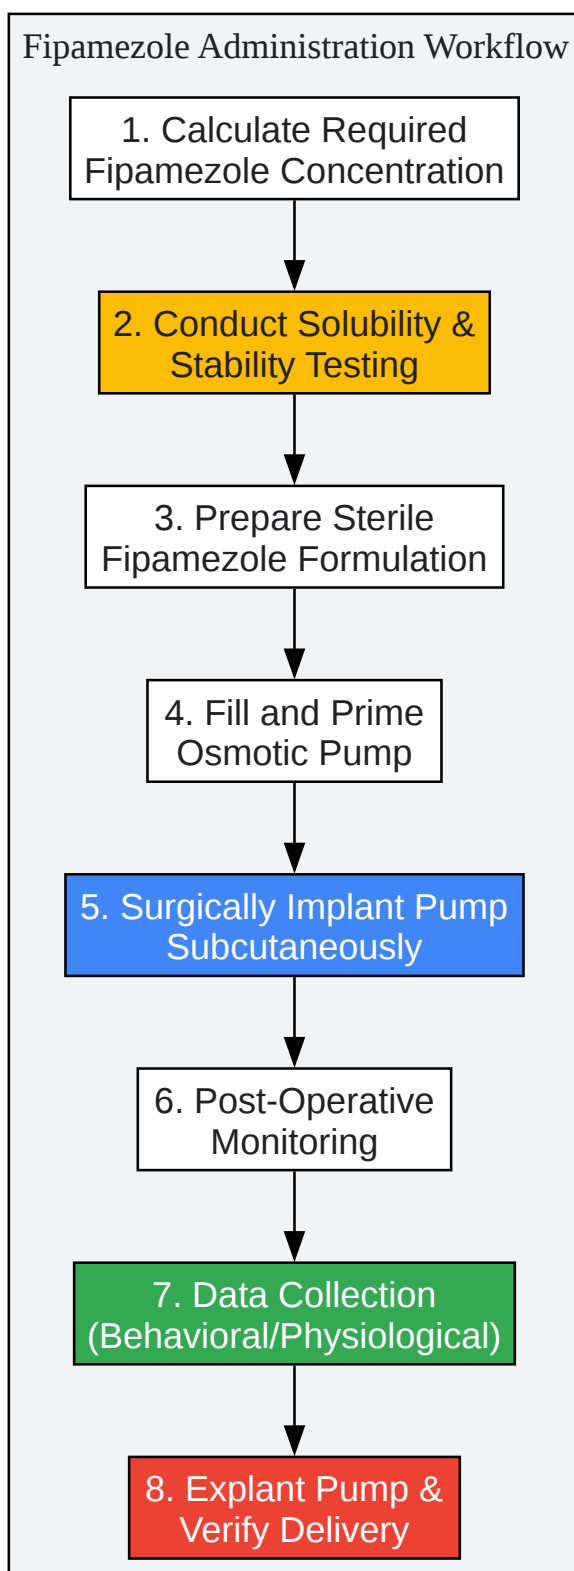 Fipamezole Administration Workflow
1. Calculate Required
Fipamezole Concentration
2. Conduct Solubility &
Stability Testing
3. Prepare Sterile
Fipamezole Formulation
4. Fill and Prime
Osmotic Pump
5. Surgically Implant Pump
Subcutaneously
6. Post-Operative
Monitoring
7. Data Collection
(Behavioral/Physiological)
8. Explant Pump &
Verify Delivery